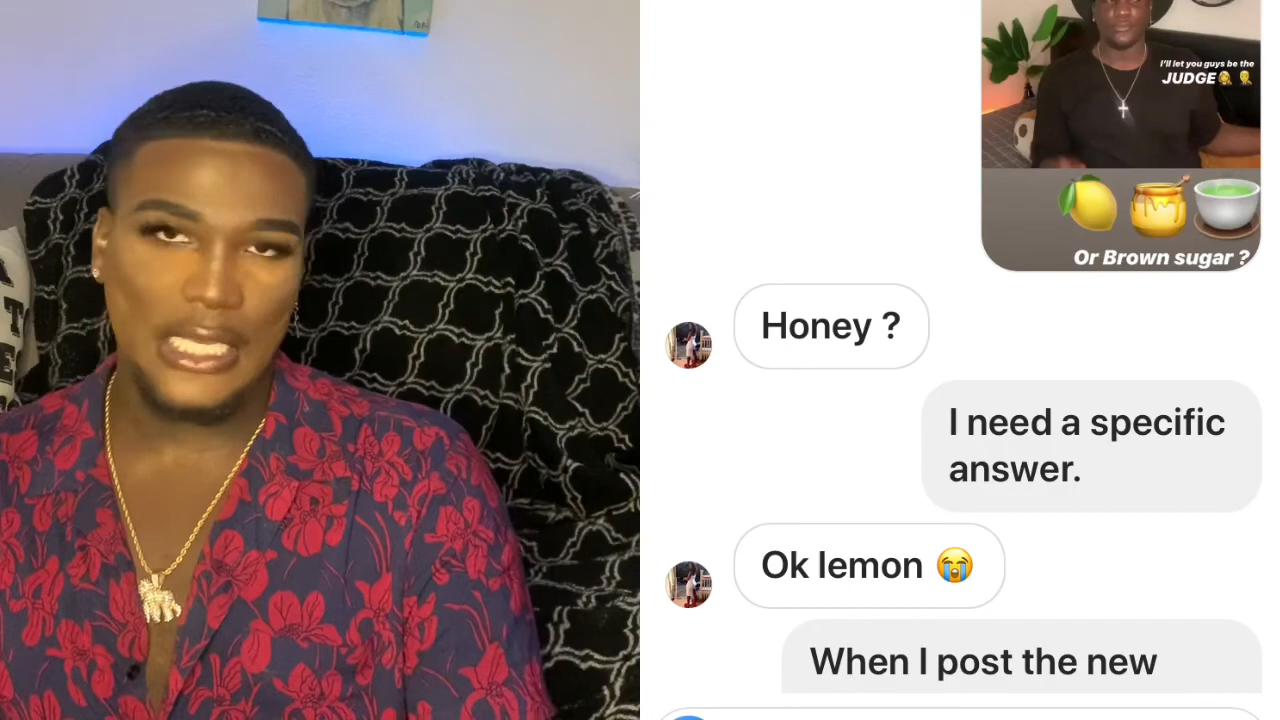 I'll let you guys be the
JUDGE
Or Brown sugar ?
Honey ?
I need a specific
answer.
Ok lemon 😭
When I post the new